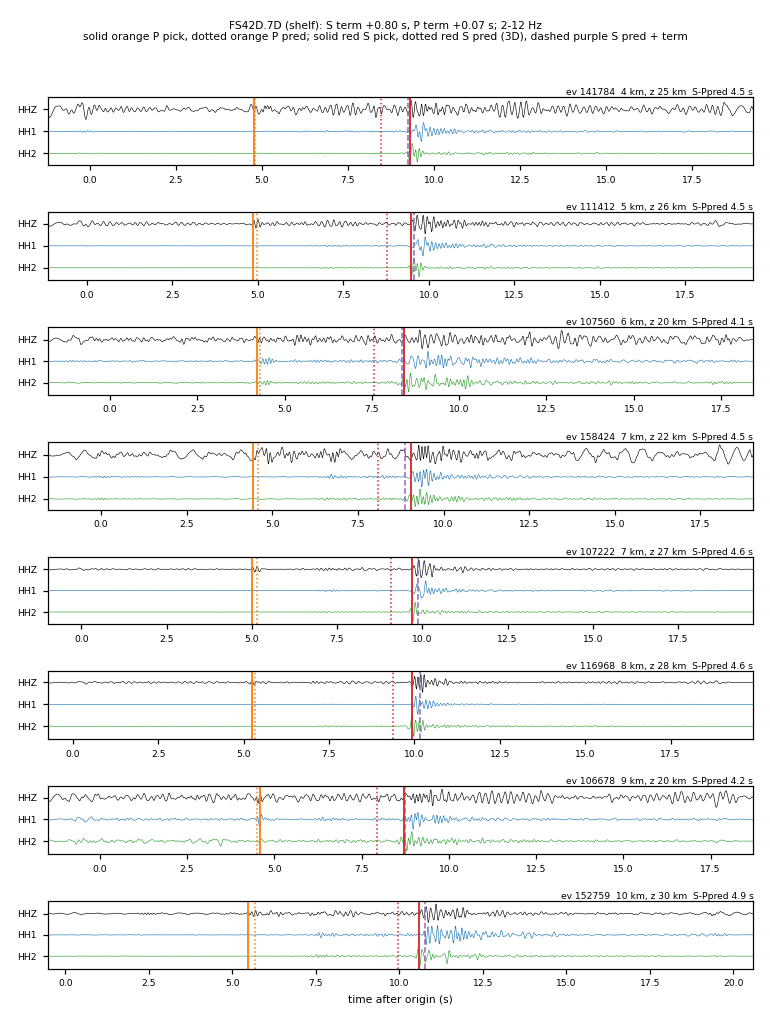 FS42D.7D (shelf): S term +0.80 s, P term +0.07 s; 2-12 Hz
solid orange P pick, dotted orange P pred; solid red S pick, dotted red S pred (3D), dashed purple S pred + term
ev 141784  4 km, z 25 km  S-Ppred 4.5 s
HHZ
HH1
HH2
0.0 2.5 5.0 7.5 10.0 12.5 15.0 17.5
ev 111412  5 km, z 26 km  S-Ppred 4.5 s
HHZ
HH1
HH2
0.0 2.5 5.0 7.5 10.0 12.5 15.0 17.5
ev 107560  6 km, z 20 km  S-Ppred 4.1 s
HHZ
HH1
HH2
0.0 2.5 5.0 7.5 10.0 12.5 15.0 17.5
ev 158424  7 km, z 22 km  S-Ppred 4.5 s
HHZ
HH1
HH2
0.0 2.5 5.0 7.5 10.0 12.5 15.0 17.5
ev 107222  7 km, z 27 km  S-Ppred 4.6 s
HHZ
HH1
HH2
0.0 2.5 5.0 7.5 10.0 12.5 15.0 17.5
ev 116968  8 km, z 28 km  S-Ppred 4.6 s
HHZ
HH1
HH2
0.0 2.5 5.0 7.5 10.0 12.5 15.0 17.5
ev 106678  9 km, z 20 km  S-Ppred 4.2 s
HHZ
HH1
HH2
0.0 2.5 5.0 7.5 10.0 12.5 15.0 17.5
ev 152759  10 km, z 30 km  S-Ppred 4.9 s
HHZ
HH1
HH2
0.0 2.5 5.0 7.5 10.0 12.5 15.0 17.5 20.0
time after origin (s)